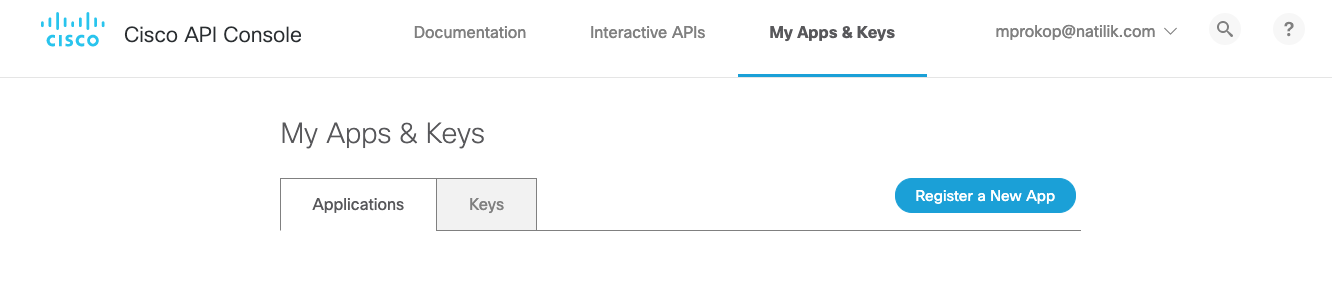 CISCO Cisco API Console Documentation Interactive APIs My Apps & Keys mprokop@natilik.com ?
My Apps & Keys
Applications Keys Register a New App